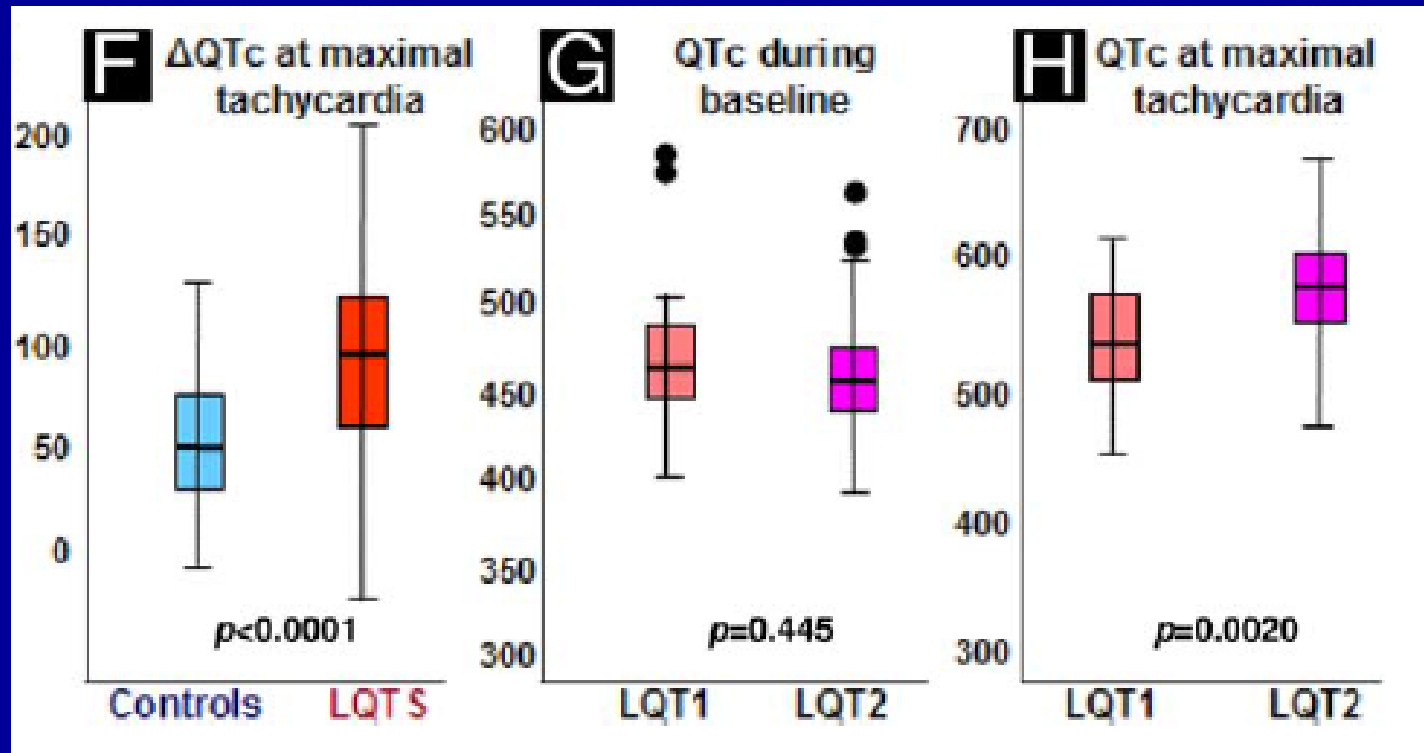 F ΔQTc at maximal
tachycardia
200
150
100
50
0
p<0.0001
Controls LQTS
G QTc during
baseline
600
550
500
450
400
350
300
p=0.445
LQT1 LQT2
H QTc at maximal
tachycardia
700
600
500
400
300
p=0.0020
LQT1 LQT2